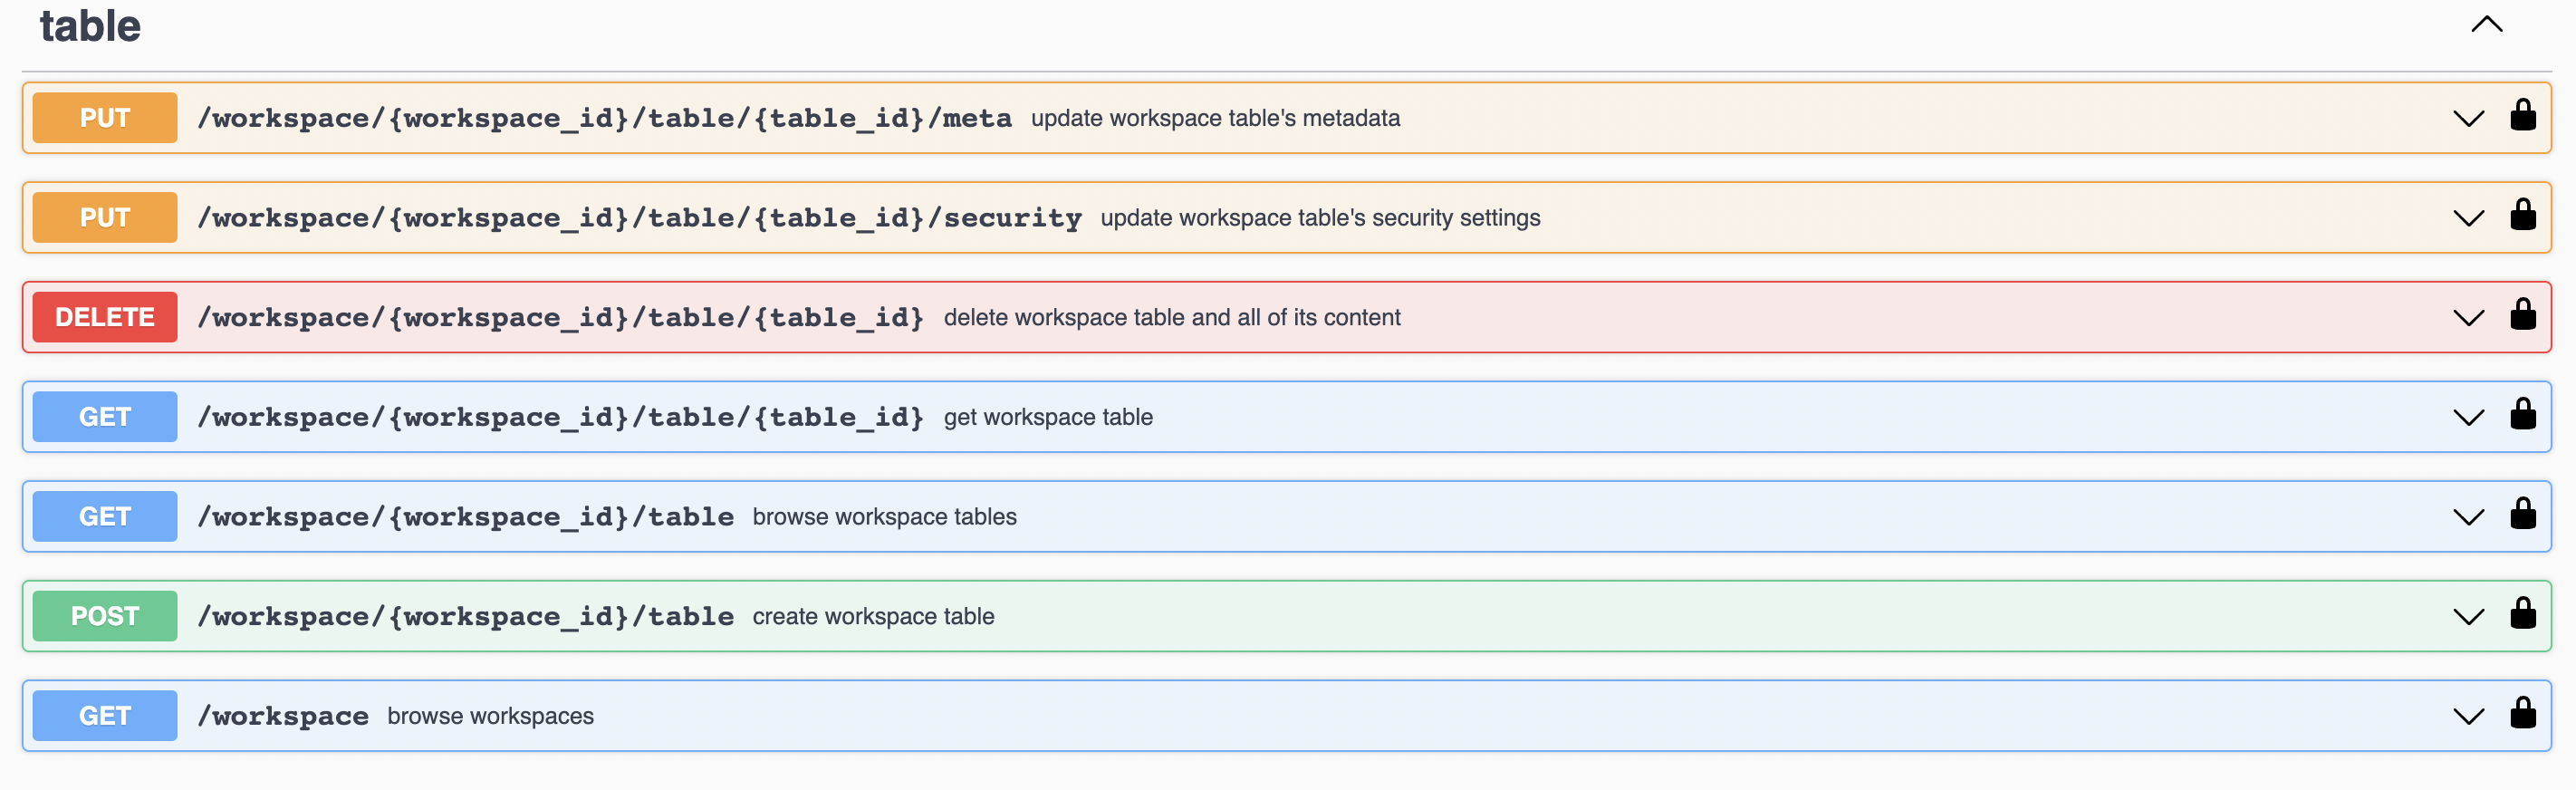 table
PUT /workspace/{workspace_id}/table/{table_id}/meta update workspace table's metadata
PUT /workspace/{workspace_id}/table/{table_id}/security update workspace table's security settings
DELETE /workspace/{workspace_id}/table/{table_id} delete workspace table and all of its content
GET /workspace/{workspace_id}/table/{table_id} get workspace table
GET /workspace/{workspace_id}/table browse workspace tables
POST /workspace/{workspace_id}/table create workspace table
GET /workspace browse workspaces